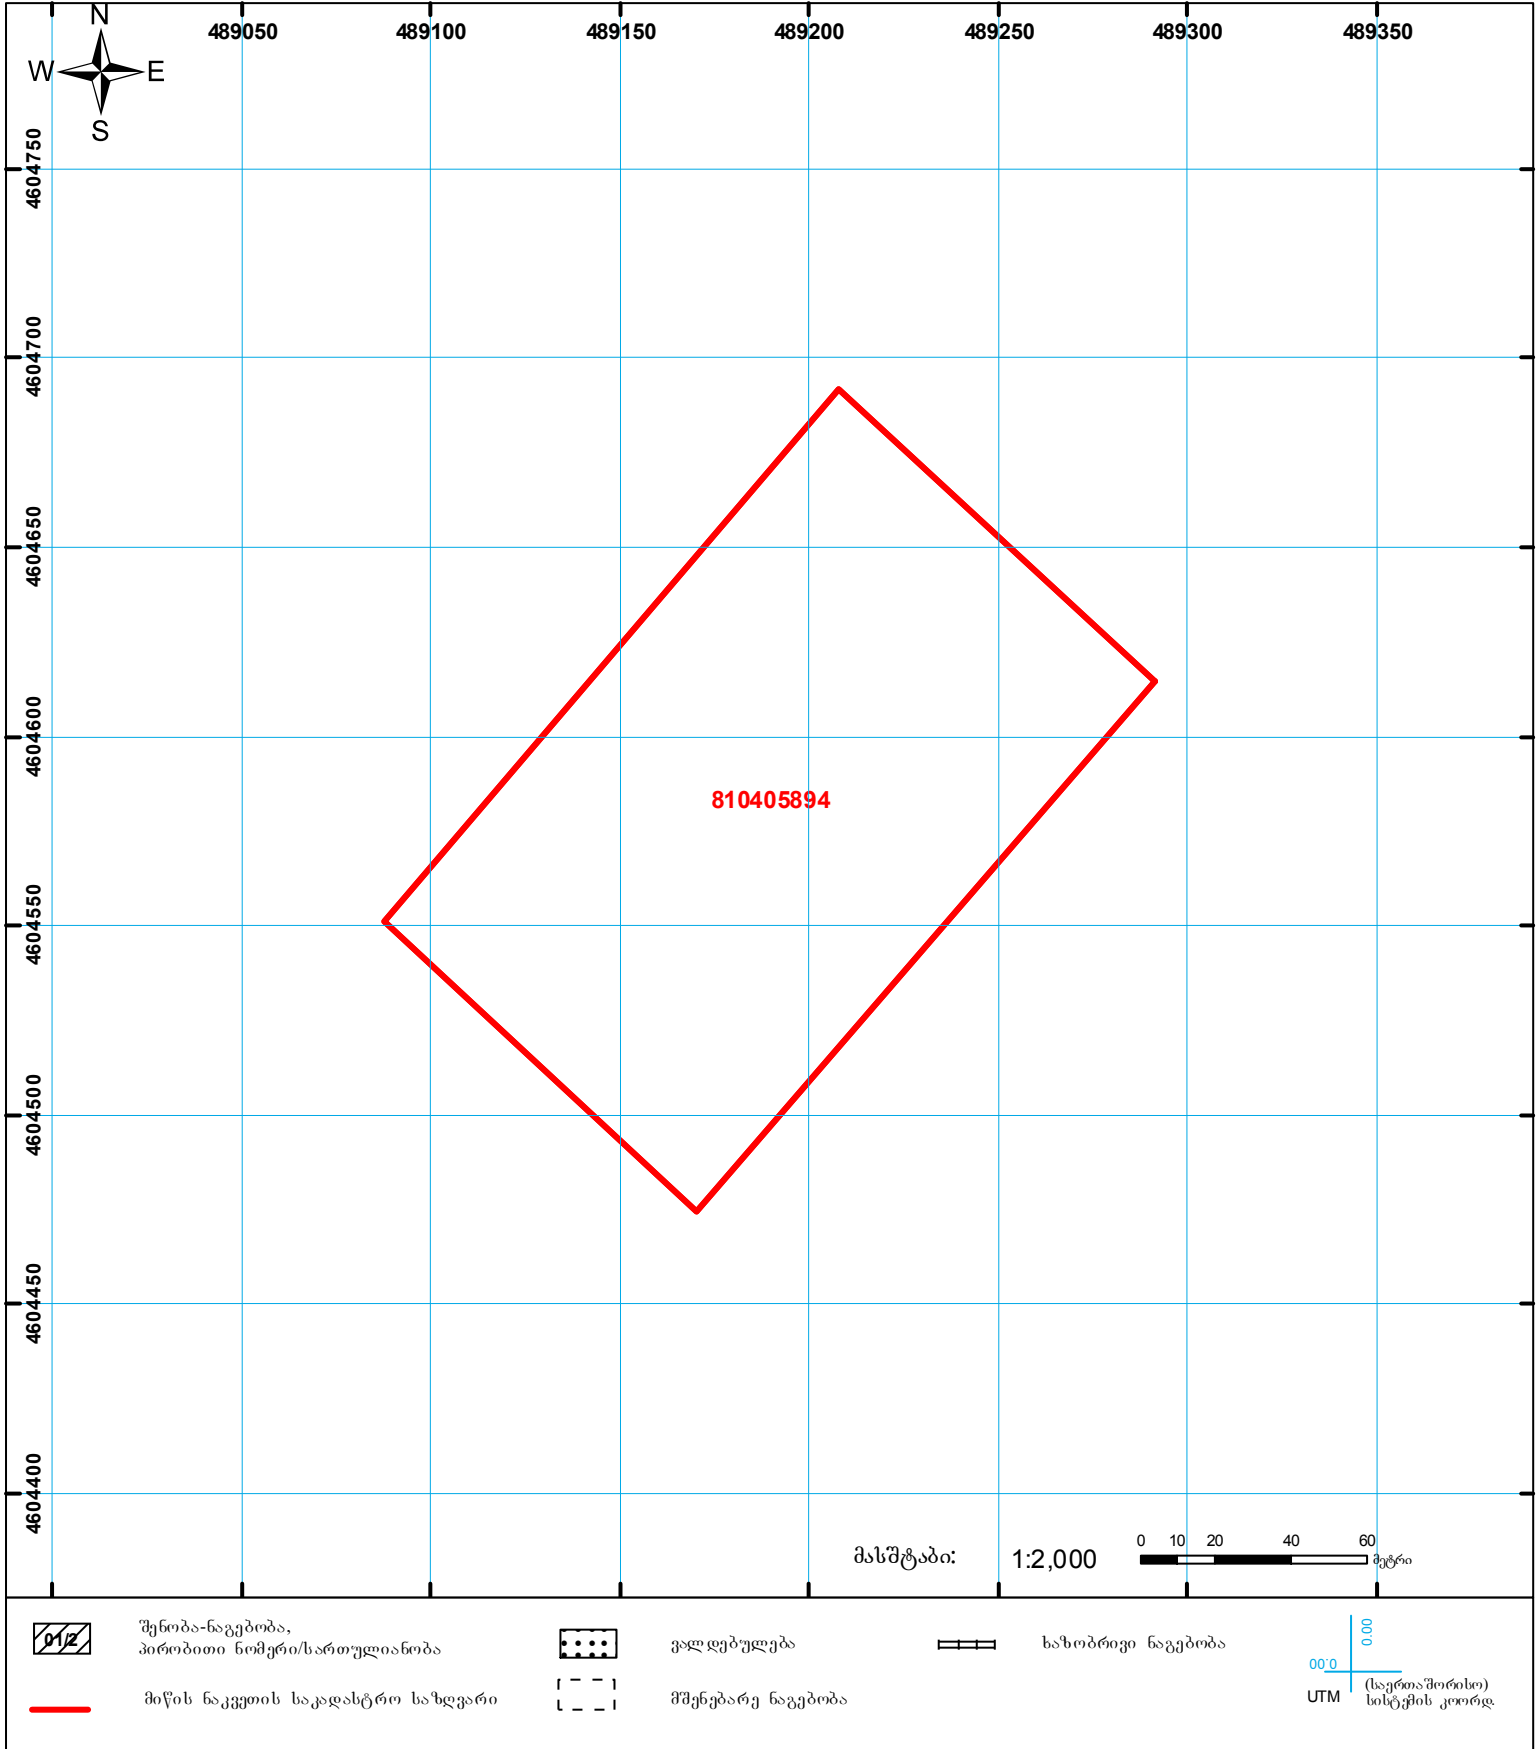 N
489050 489100 489150 489200 489250 489300 489350
W E
S
4604750
4604700
4604650
4604600
810405894
4604550
4604500
4604450
4604400
მასშტაბი: 1:2,000
0 10 20 40 60
მეტრი
01/2
შენობა-ნაგებობა,
პირობითი ნომერი/სართულიანობა
ვალდებულება
ხაზობრივი ნაგებობა
მიწის ნაკვეთის საკადასტრო საზღვარი
მშენებარე ნაგებობა
00.0
00.0
UTM
(საერთაშორისო)
სისტემის კოორდ.